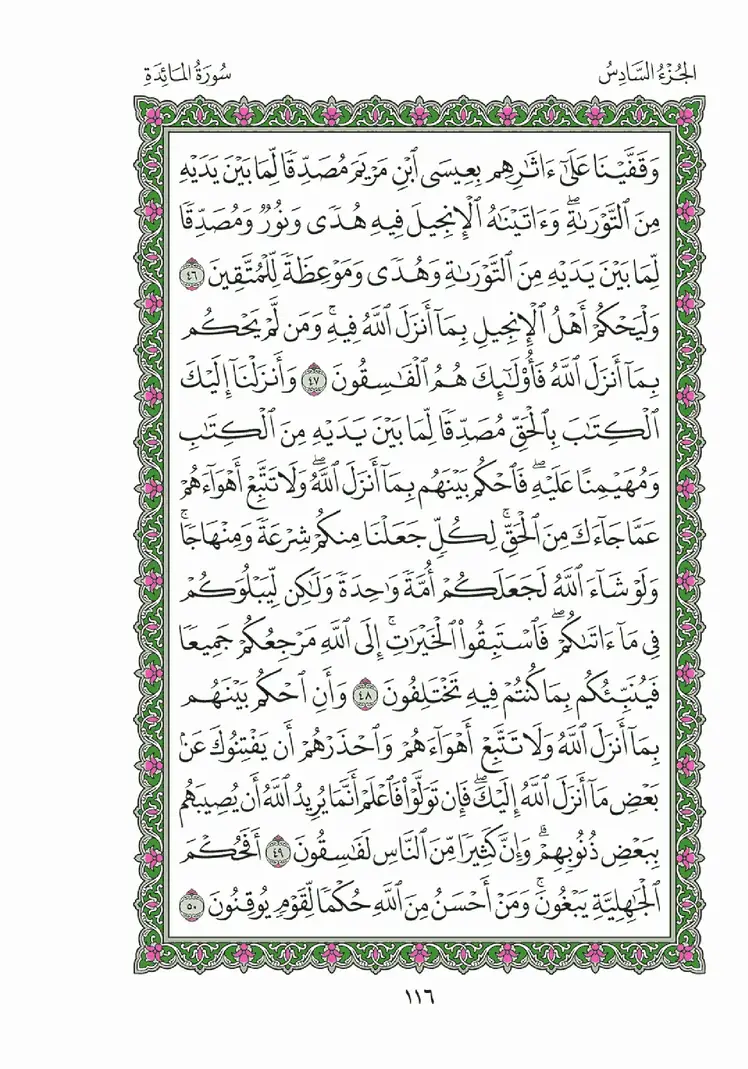 الجُزْءُ السَّادِسُ
سُورَةُ المَائِدَةِ
وَقَفَّيْنَا عَلَىٰٓ ءَاثَٰرِهِم بِعِيسَى ٱبْنِ مَرْيَمَ مُصَدِّقًا لِّمَا بَيْنَ يَدَيْهِ
مِنَ ٱلتَّوْرَىٰةِۖ وَءَاتَيْنَٰهُ ٱلْإِنجِيلَ فِيهِ هُدًى وَنُورٌ وَمُصَدِّقًا
لِّمَا بَيْنَ يَدَيْهِ مِنَ ٱلتَّوْرَىٰةِ وَهُدًى وَمَوْعِظَةً لِّلْمُتَّقِينَ ٤٦
وَلْيَحْكُمْ أَهْلُ ٱلْإِنجِيلِ بِمَآ أَنزَلَ ٱللَّهُ فِيهِۚ وَمَن لَّمْ يَحْكُم
بِمَآ أَنزَلَ ٱللَّهُ فَأُوْلَٰٓئِكَ هُمُ ٱلْفَٰسِقُونَ ٤٧ وَأَنزَلْنَآ إِلَيْكَ
ٱلْكِتَٰبَ بِٱلْحَقِّ مُصَدِّقًا لِّمَا بَيْنَ يَدَيْهِ مِنَ ٱلْكِتَٰبِ
وَمُهَيْمِنًا عَلَيْهِۖ فَٱحْكُم بَيْنَهُم بِمَآ أَنزَلَ ٱللَّهُۖ وَلَا تَتَّبِعْ أَهْوَآءَهُمْ
عَمَّا جَآءَكَ مِنَ ٱلْحَقِّۚ لِكُلٍّ جَعَلْنَا مِنكُمْ شِرْعَةً وَمِنْهَاجًاۚ
وَلَوْ شَآءَ ٱللَّهُ لَجَعَلَكُمْ أُمَّةً وَٰحِدَةً وَلَٰكِن لِّيَبْلُوَكُمْ
فِي مَآ ءَاتَىٰكُمْۖ فَٱسْتَبِقُواْ ٱلْخَيْرَٰتِۚ إِلَى ٱللَّهِ مَرْجِعُكُمْ جَمِيعًا
فَيُنَبِّئُكُم بِمَا كُنتُمْ فِيهِ تَخْتَلِفُونَ ٤٨ وَأَنِ ٱحْكُم بَيْنَهُم
بِمَآ أَنزَلَ ٱللَّهُ وَلَا تَتَّبِعْ أَهْوَآءَهُمْ وَٱحْذَرْهُمْ أَن يَفْتِنُوكَ عَنۢ
بَعْضِ مَآ أَنزَلَ ٱللَّهُ إِلَيْكَۖ فَإِن تَوَلَّوْاْ فَٱعْلَمْ أَنَّمَا يُرِيدُ ٱللَّهُ أَن يُصِيبَهُم
بِبَعْضِ ذُنُوبِهِمْۗ وَإِنَّ كَثِيرًا مِّنَ ٱلنَّاسِ لَفَٰسِقُونَ ٤٩ أَفَحُكْمَ
ٱلْجَٰهِلِيَّةِ يَبْغُونَۚ وَمَنْ أَحْسَنُ مِنَ ٱللَّهِ حُكْمًا لِّقَوْمٍ يُوقِنُونَ ٥٠
١١٦